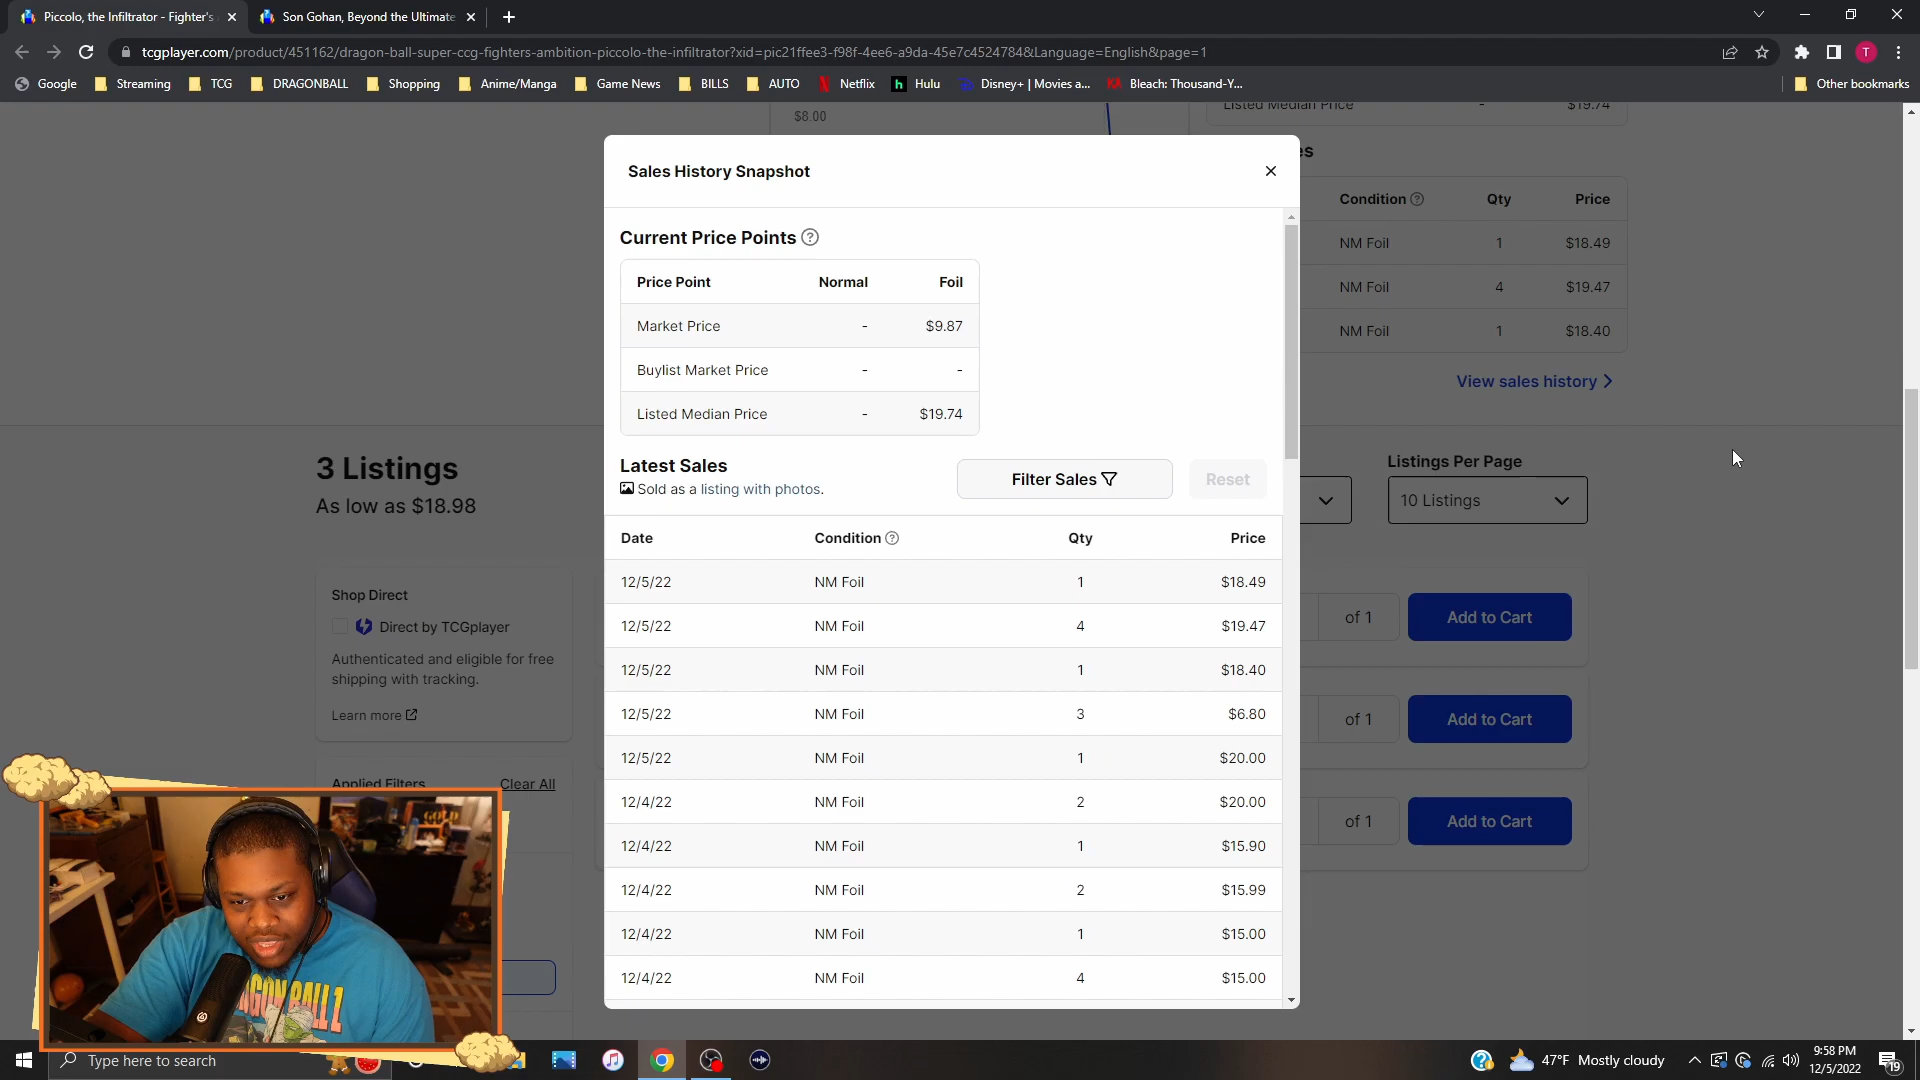 Piccolo, the Infiltrator - Fighter's
Son Gohan, Beyond the Ultimate
tcgplayer.com/product/451162/dragon-ball-super-ccg-fighters-ambition-piccolo-the-infiltrator?xid=pic21ffee3-f98f-4ee6-a9da-45e7c4524784&Language=English&page=1
T
Google Streaming TCG DRAGONBALL Shopping Anime/Manga Game News BILLS AUTO Netflix Hulu Disney+ | Movies a... Bleach: Thousand-Y... Other bookmarks
$8.00
Listed Median Price - $19.74
es
Condition Qty Price
NM Foil 1 $18.49
NM Foil 4 $19.47
NM Foil 1 $18.40
View sales history
Sales History Snapshot
Current Price Points
Price Point Normal Foil
Market Price - $9.87
Buylist Market Price - -
Listed Median Price - $19.74
Latest Sales
Sold as a listing with photos.
Filter Sales
Reset
Date Condition Qty Price
12/5/22 NM Foil 1 $18.49
12/5/22 NM Foil 4 $19.47
12/5/22 NM Foil 1 $18.40
12/5/22 NM Foil 3 $6.80
12/5/22 NM Foil 1 $20.00
12/4/22 NM Foil 2 $20.00
12/4/22 NM Foil 1 $15.90
12/4/22 NM Foil 2 $15.99
12/4/22 NM Foil 1 $15.00
12/4/22 NM Foil 4 $15.00
3 Listings
As low as $18.98
Listings Per Page
10 Listings
Shop Direct
Direct by TCGplayer
Authenticated and eligible for free
shipping with tracking.
Learn more
Applied Filters Clear All
of 1 Add to Cart
of 1 Add to Cart
of 1 Add to Cart
GOLD
DRAGON BALL Z
Type here to search
47°F Mostly cloudy
9:58 PM
12/5/2022
19